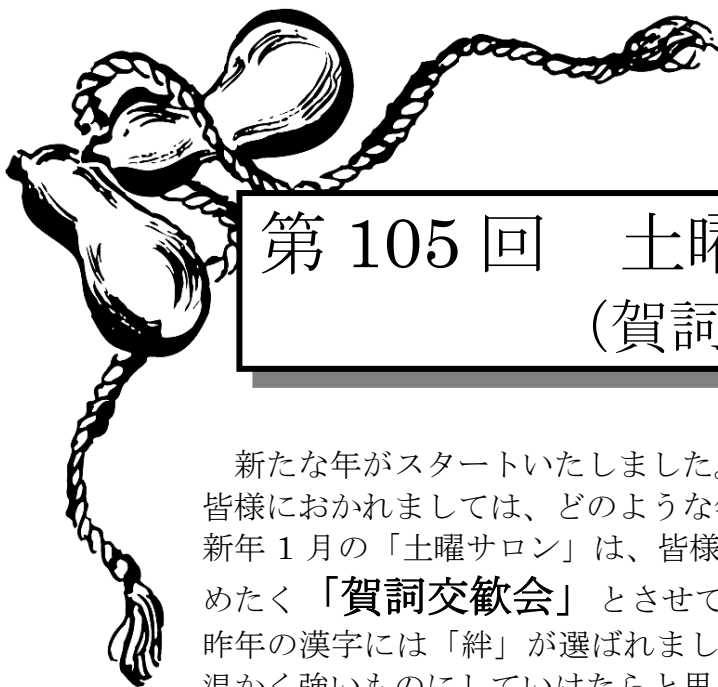 第 105 回　土曜
（賀詞
新たな年がスタートいたしました。
皆様におかれましては、どのような
新年 1 月の「土曜サロン」は、皆様
めたく「賀詞交歓会」とさせて
昨年の漢字には「絆」が選ばれまし
温かく強いものにしていけたらと思